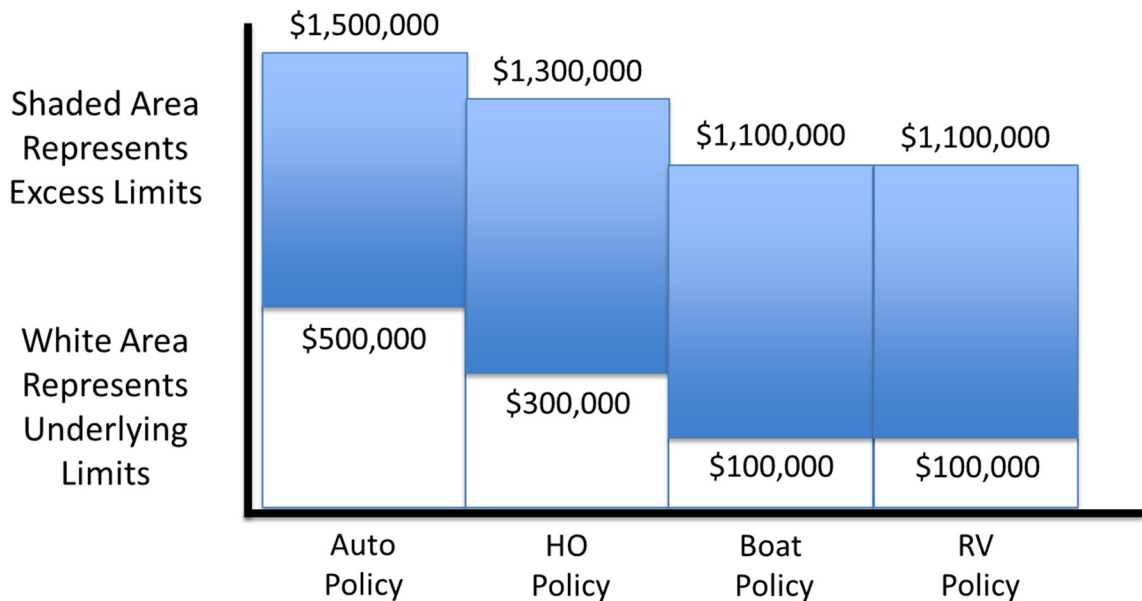 $1,500,000
$1,300,000
$1,100,000
$1,100,000
Shaded Area
Represents
Excess Limits
$500,000
$300,000
$100,000
$100,000
White Area
Represents
Underlying
Limits
Auto
Policy
HO
Policy
Boat
Policy
RV
Policy